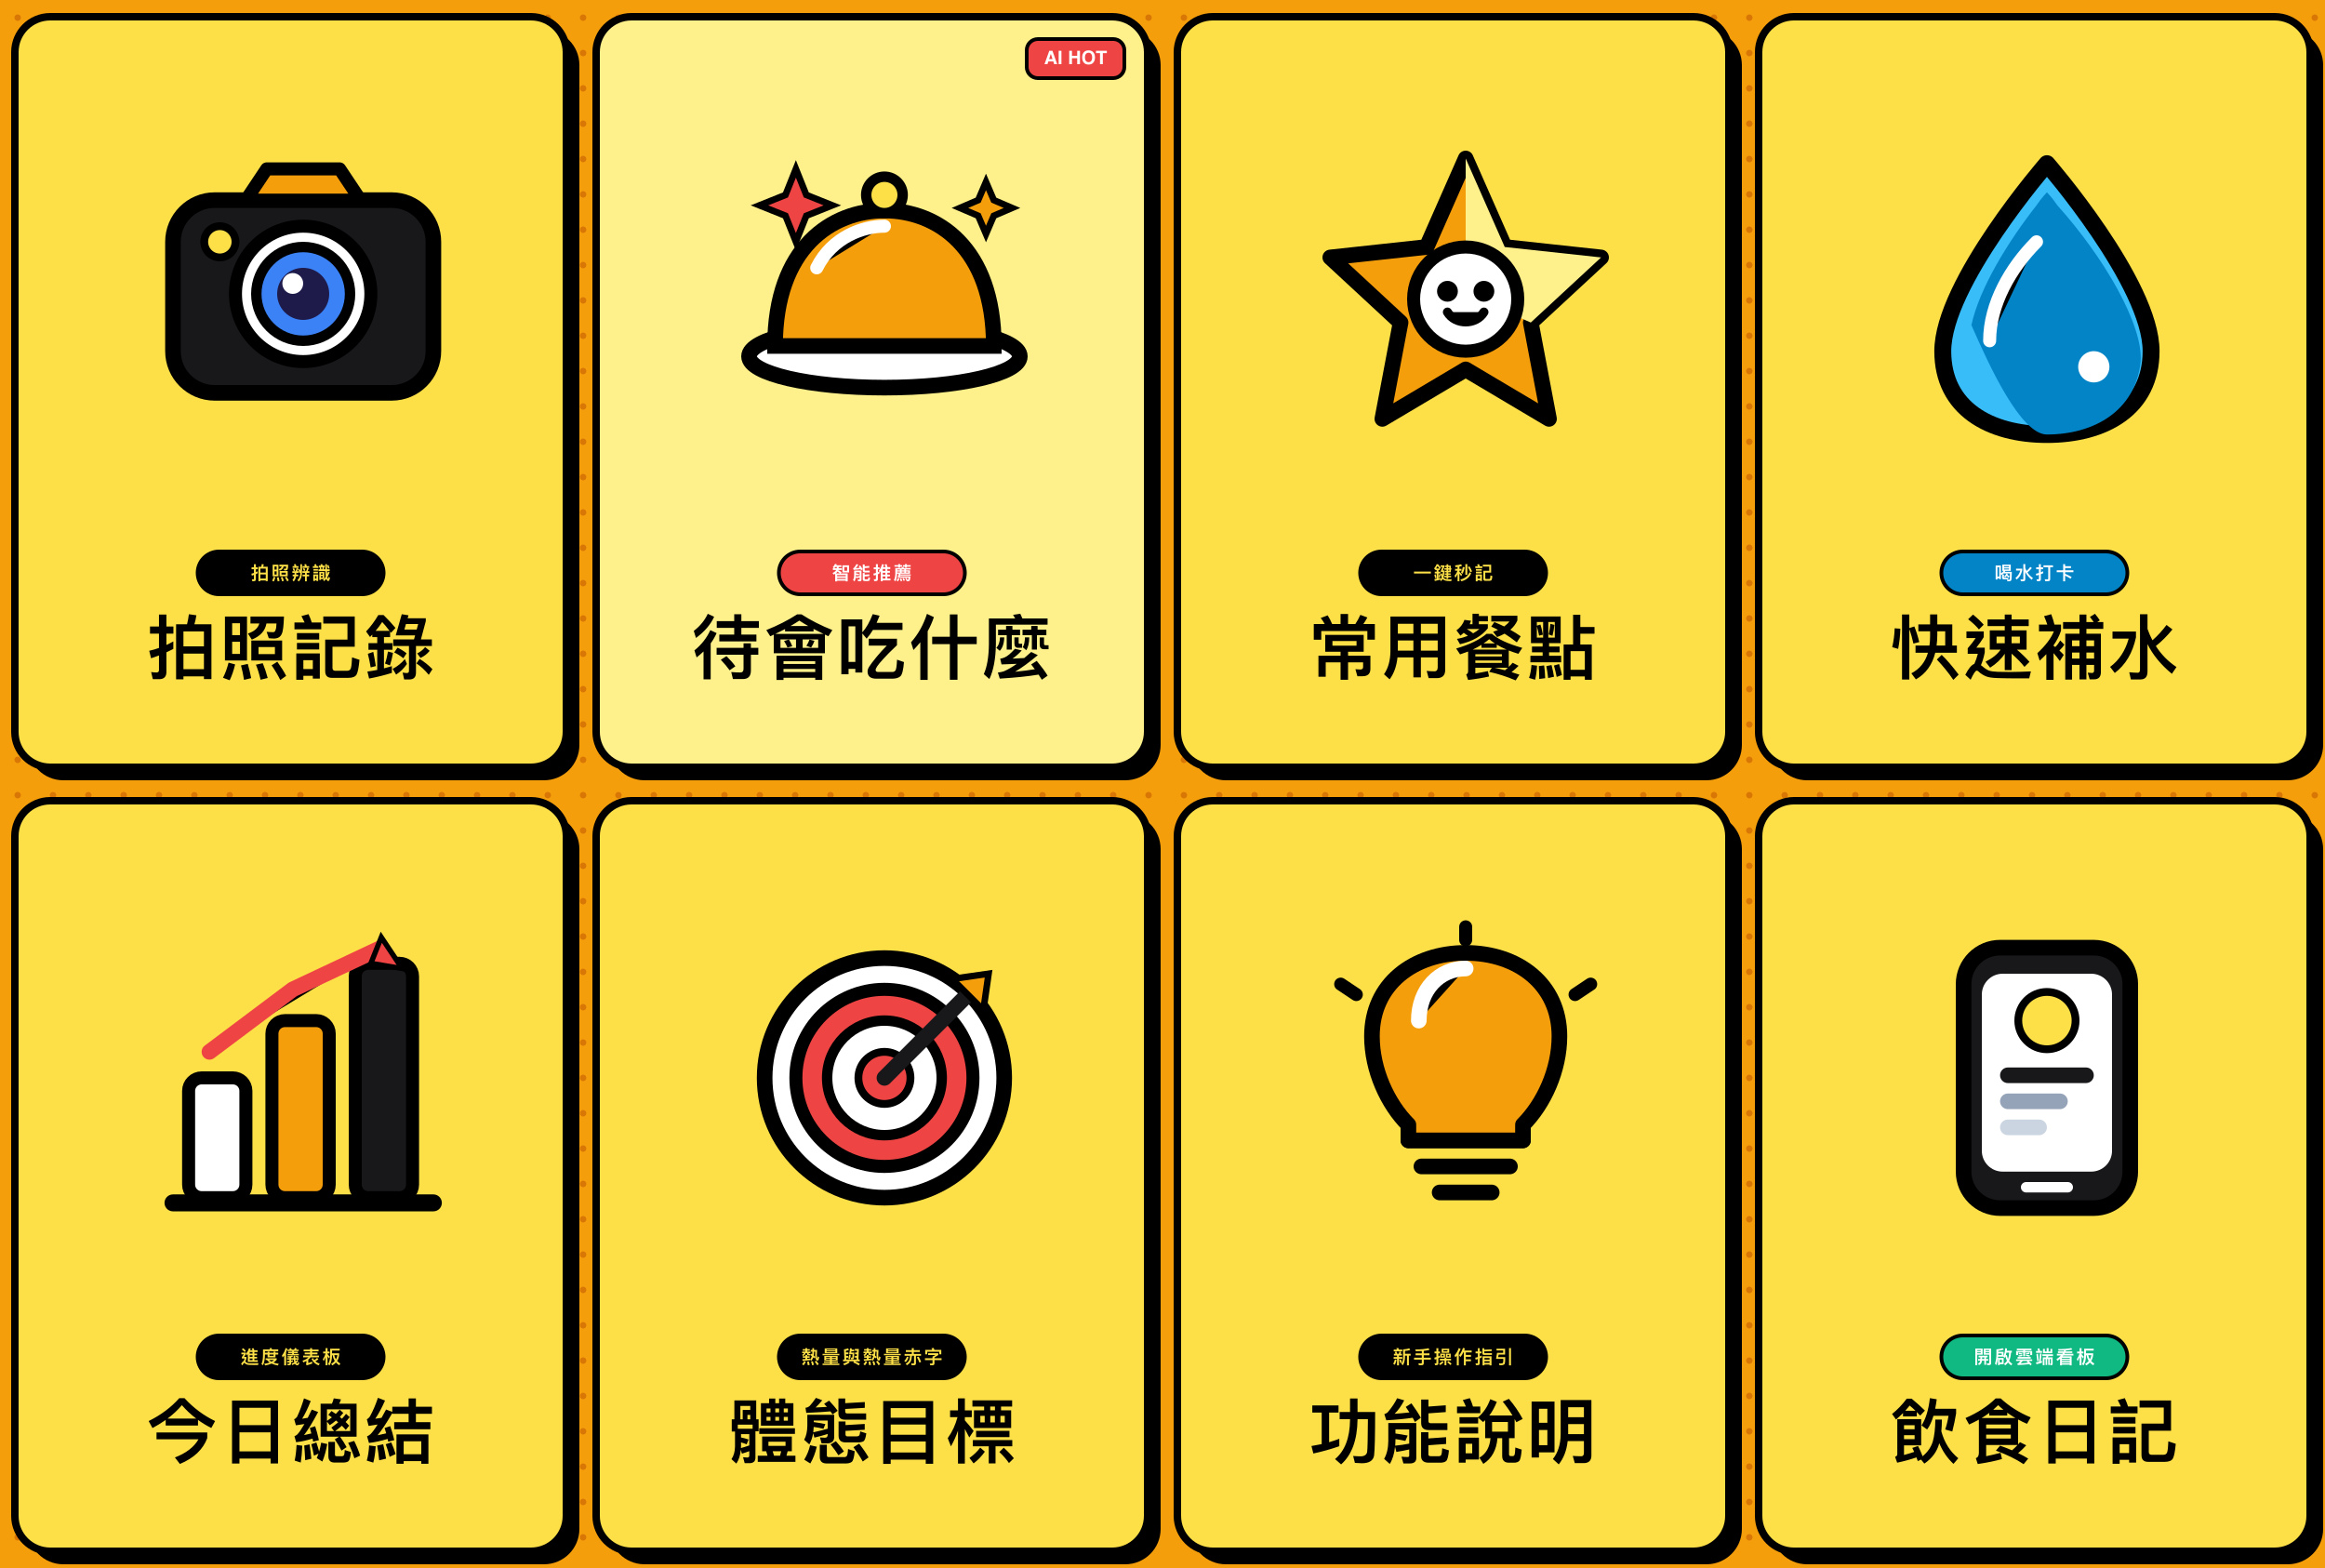 拍照辨識
拍照記錄
AI HOT
智能推薦
待會吃什麼
一鍵秒記
常用餐點
喝水打卡
快速補水
進度儀表板
今日總結
熱量與熱量赤字
體態目標
新手操作指引
功能說明
開啟雲端看板
飲食日記